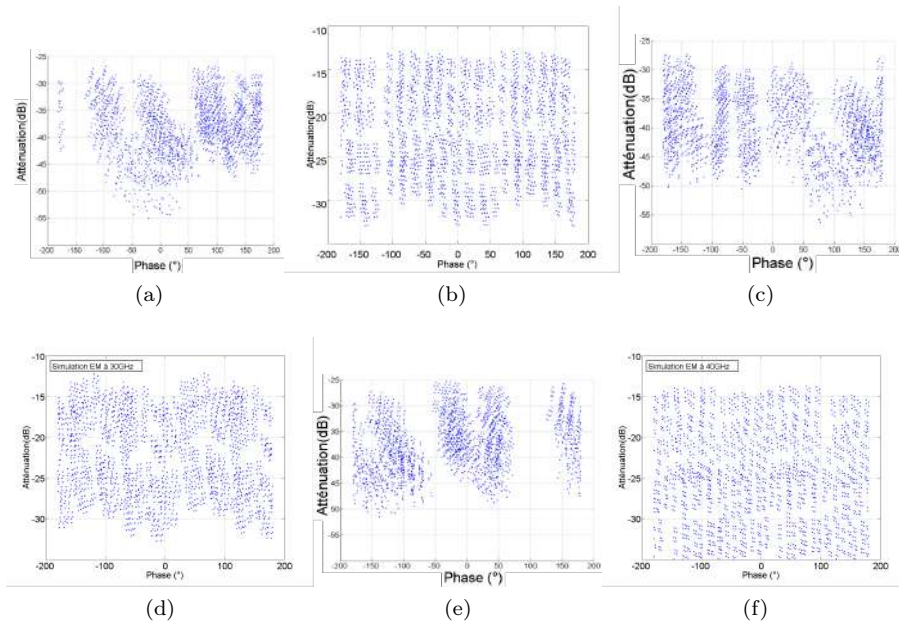 -25
-30
-35
-40
-45
-50
-55
Atténuation(dB)
-200 -150 -100 -50 0 50 100 150 200
Phase (°)
(a)
-10
-15
-20
-25
-30
Atténuation(dB)
-200 -150 -100 -50 0 50 100 150 200
Phase (°)
(b)
-25
-30
-35
-40
-45
-50
-55
Atténuation(dB)
-200 -150 -100 -50 0 50 100 150 200
Phase (°)
(c)
-10
Simulation EM à 30GHz
-15
-20
-25
-30
Atténuation(dB)
-200 -100 0 100 200
Phase (°)
(d)
-25
-30
-35
-40
-45
-50
-55
Atténuation(dB)
-200 -150 -100 -50 0 50 100 150 200
Phase (°)
(e)
-10
Simulation EM à 40GHz
-15
-20
-25
-30
Atténuation(dB)
-200 -100 0 100 200
Phase (°)
(f)